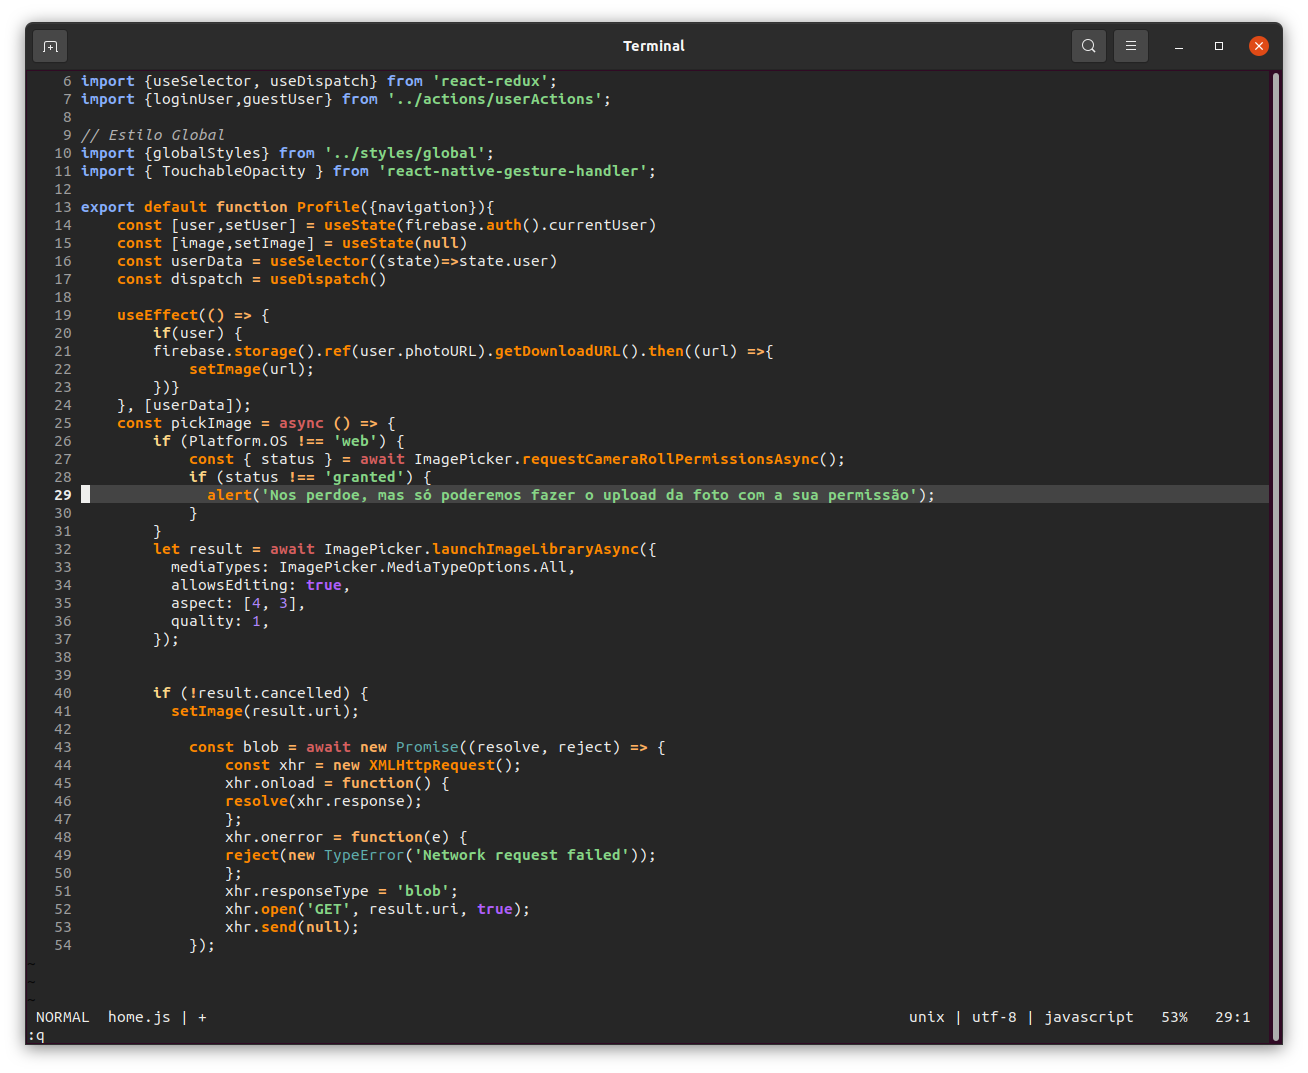 Terminal
6 import {useSelector, useDispatch} from 'react-redux';
7 import {loginUser,guestUser} from '../actions/userActions';
8
9 // Estilo Global
10 import {globalStyles} from '../styles/global';
11 import { TouchableOpacity } from 'react-native-gesture-handler';
12
13 export default function Profile({navigation}){
14     const [user,setUser] = useState(firebase.auth().currentUser)
15     const [image,setImage] = useState(null)
16     const userData = useSelector((state)=>state.user)
17     const dispatch = useDispatch()
18
19     useEffect(() => {
20         if(user) {
21         firebase.storage().ref(user.photoURL).getDownloadURL().then((url) =>{
22             setImage(url);
23         })}
24     }, [userData]);
25     const pickImage = async () => {
26         if (Platform.OS !== 'web') {
27             const { status } = await ImagePicker.requestCameraRollPermissionsAsync();
28             if (status !== 'granted') {
29               alert('Nos perdoe, mas só poderemos fazer o upload da foto com a sua permissão');
30             }
31         }
32         let result = await ImagePicker.launchImageLibraryAsync({
33           mediaTypes: ImagePicker.MediaTypeOptions.All,
34           allowsEditing: true,
35           aspect: [4, 3],
36           quality: 1,
37         });
38
39
40         if (!result.cancelled) {
41           setImage(result.uri);
42
43             const blob = await new Promise((resolve, reject) => {
44                 const xhr = new XMLHttpRequest();
45                 xhr.onload = function() {
46                 resolve(xhr.response);
47                 };
48                 xhr.onerror = function(e) {
49                 reject(new TypeError('Network request failed'));
50                 };
51                 xhr.responseType = 'blob';
52                 xhr.open('GET', result.uri, true);
53                 xhr.send(null);
54             });
~
~
~
NORMAL  home.js | +  unix | utf-8 | javascript  53%  29:1
:q